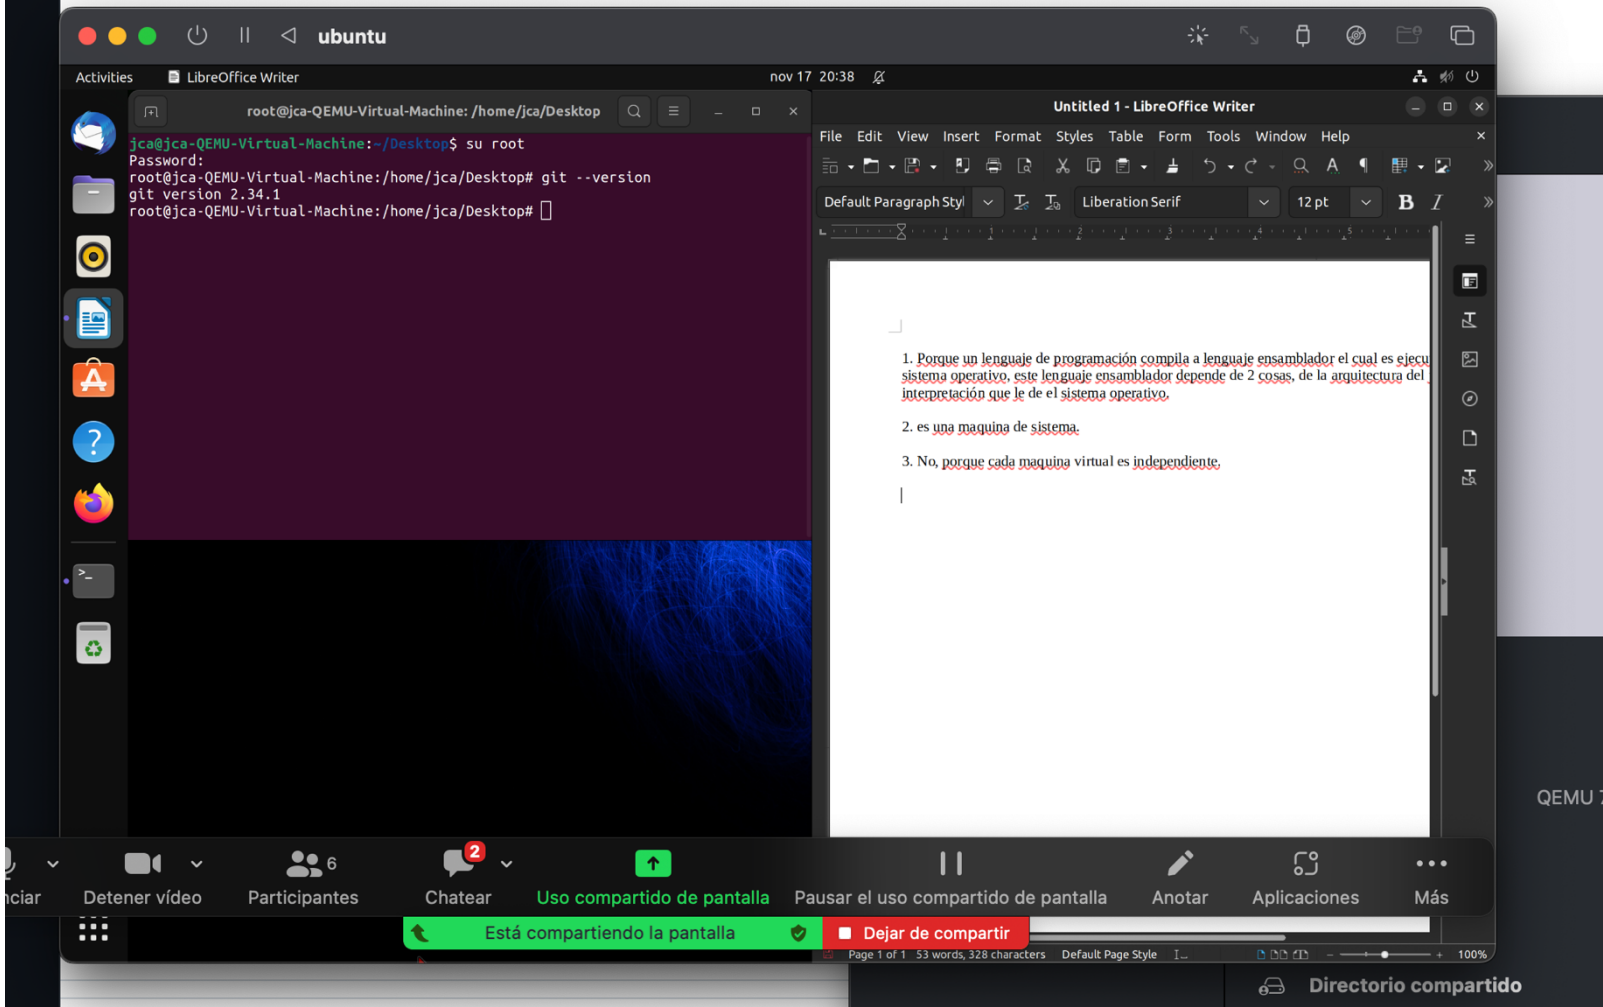 ubuntu
Activities
LibreOffice Writer
nov 17 20:38
root@jca-QEMU-Virtual-Machine: /home/jca/Desktop
jca@jca-QEMU-Virtual-Machine:~/Desktop$ su root
Password:
root@jca-QEMU-Virtual-Machine:/home/jca/Desktop# git --version
git version 2.34.1
root@jca-QEMU-Virtual-Machine:/home/jca/Desktop#
Untitled 1 - LibreOffice Writer
File Edit View Insert Format Styles Table Form Tools Window Help
Default Paragraph Styl
Liberation Serif
12 pt
1 1 2 3 4 5
1. Porque un lenguaje de programación compila a lenguaje ensamblador el cual es ejecu
sistema operativo, este lenguaje ensamblador depende de 2 cosas, de la arquitectura del
interpretación que le de el sistema operativo.
2. es una maquina de sistema.
3. No, porque cada maquina virtual es independiente.
QEMU 7
2
6
nciar
Detener vídeo
Participantes
Chatear
Uso compartido de pantalla
Pausar el uso compartido de pantalla
Anotar
Aplicaciones
Más
Está compartiendo la pantalla
Dejar de compartir
Page 1 of 1 53 words, 328 characters Default Page Style
100%
Directorio compartido